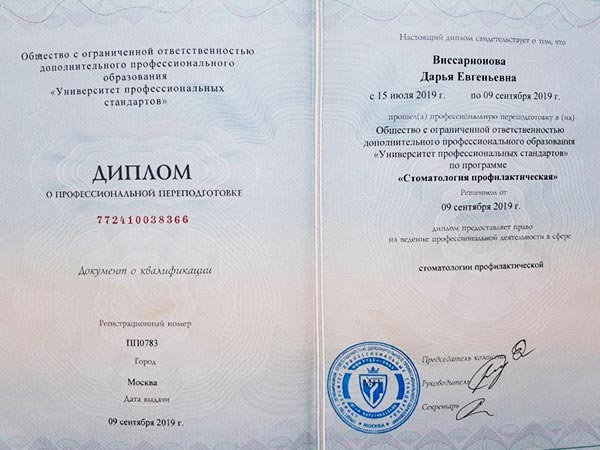 Общество с ограниченной ответственностью
дополнительного профессионального
образования
«Университет профессиональных
стандартов»
ДИПЛОМ
О ПРОФЕССИОНАЛЬНОЙ ПЕРЕПОДГОТОВКЕ
772410038366
Документ о квалификации
Регистрационный номер
ПП0783
Город
Москва
Дата выдачи
09 сентября 2019 г.
Настоящий диплом свидетельствует о том, что
Виссарионова
Дарья Евгеньевна
с 15 июля 2019 г. по 09 сентября 2019 г.
прошел(а) профессиональную переподготовку в (на)
Общество с ограниченной ответственностью
дополнительного профессионального образования
«Университет профессиональных стандартов»
по программе
«Стоматология профилактическая»
Решением от
09 сентября 2019 г.
диплом предоставляет право
на ведение профессиональной деятельности в сфере
стоматологии профилактической
Председатель комиссии
Руководитель
Секретарь
МОСКВА